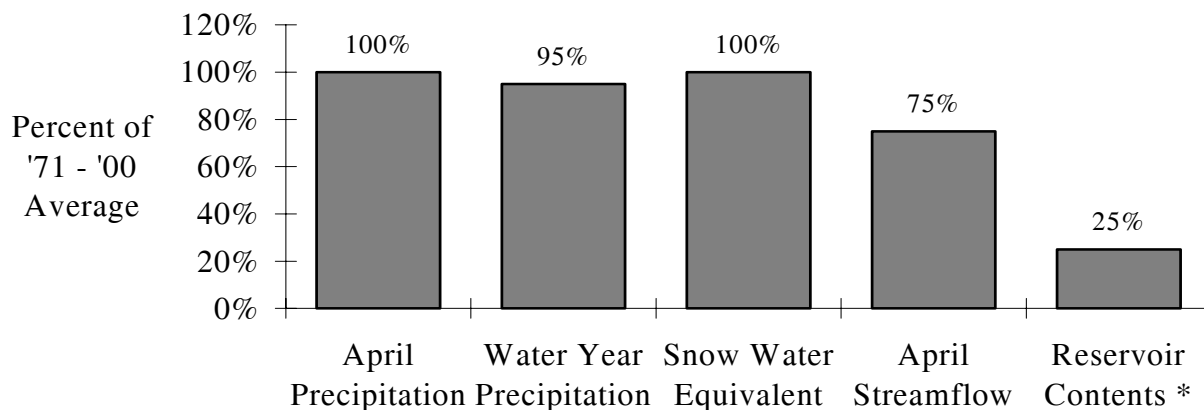 120%
100%
80%
60%
40%
20%
0%
Percent of
'71 - '00
Average
100%
95%
100%
75%
25%
April
Precipitation
Water Year
Precipitation
Snow Water
Equivalent
April
Streamflow
Reservoir
Contents *